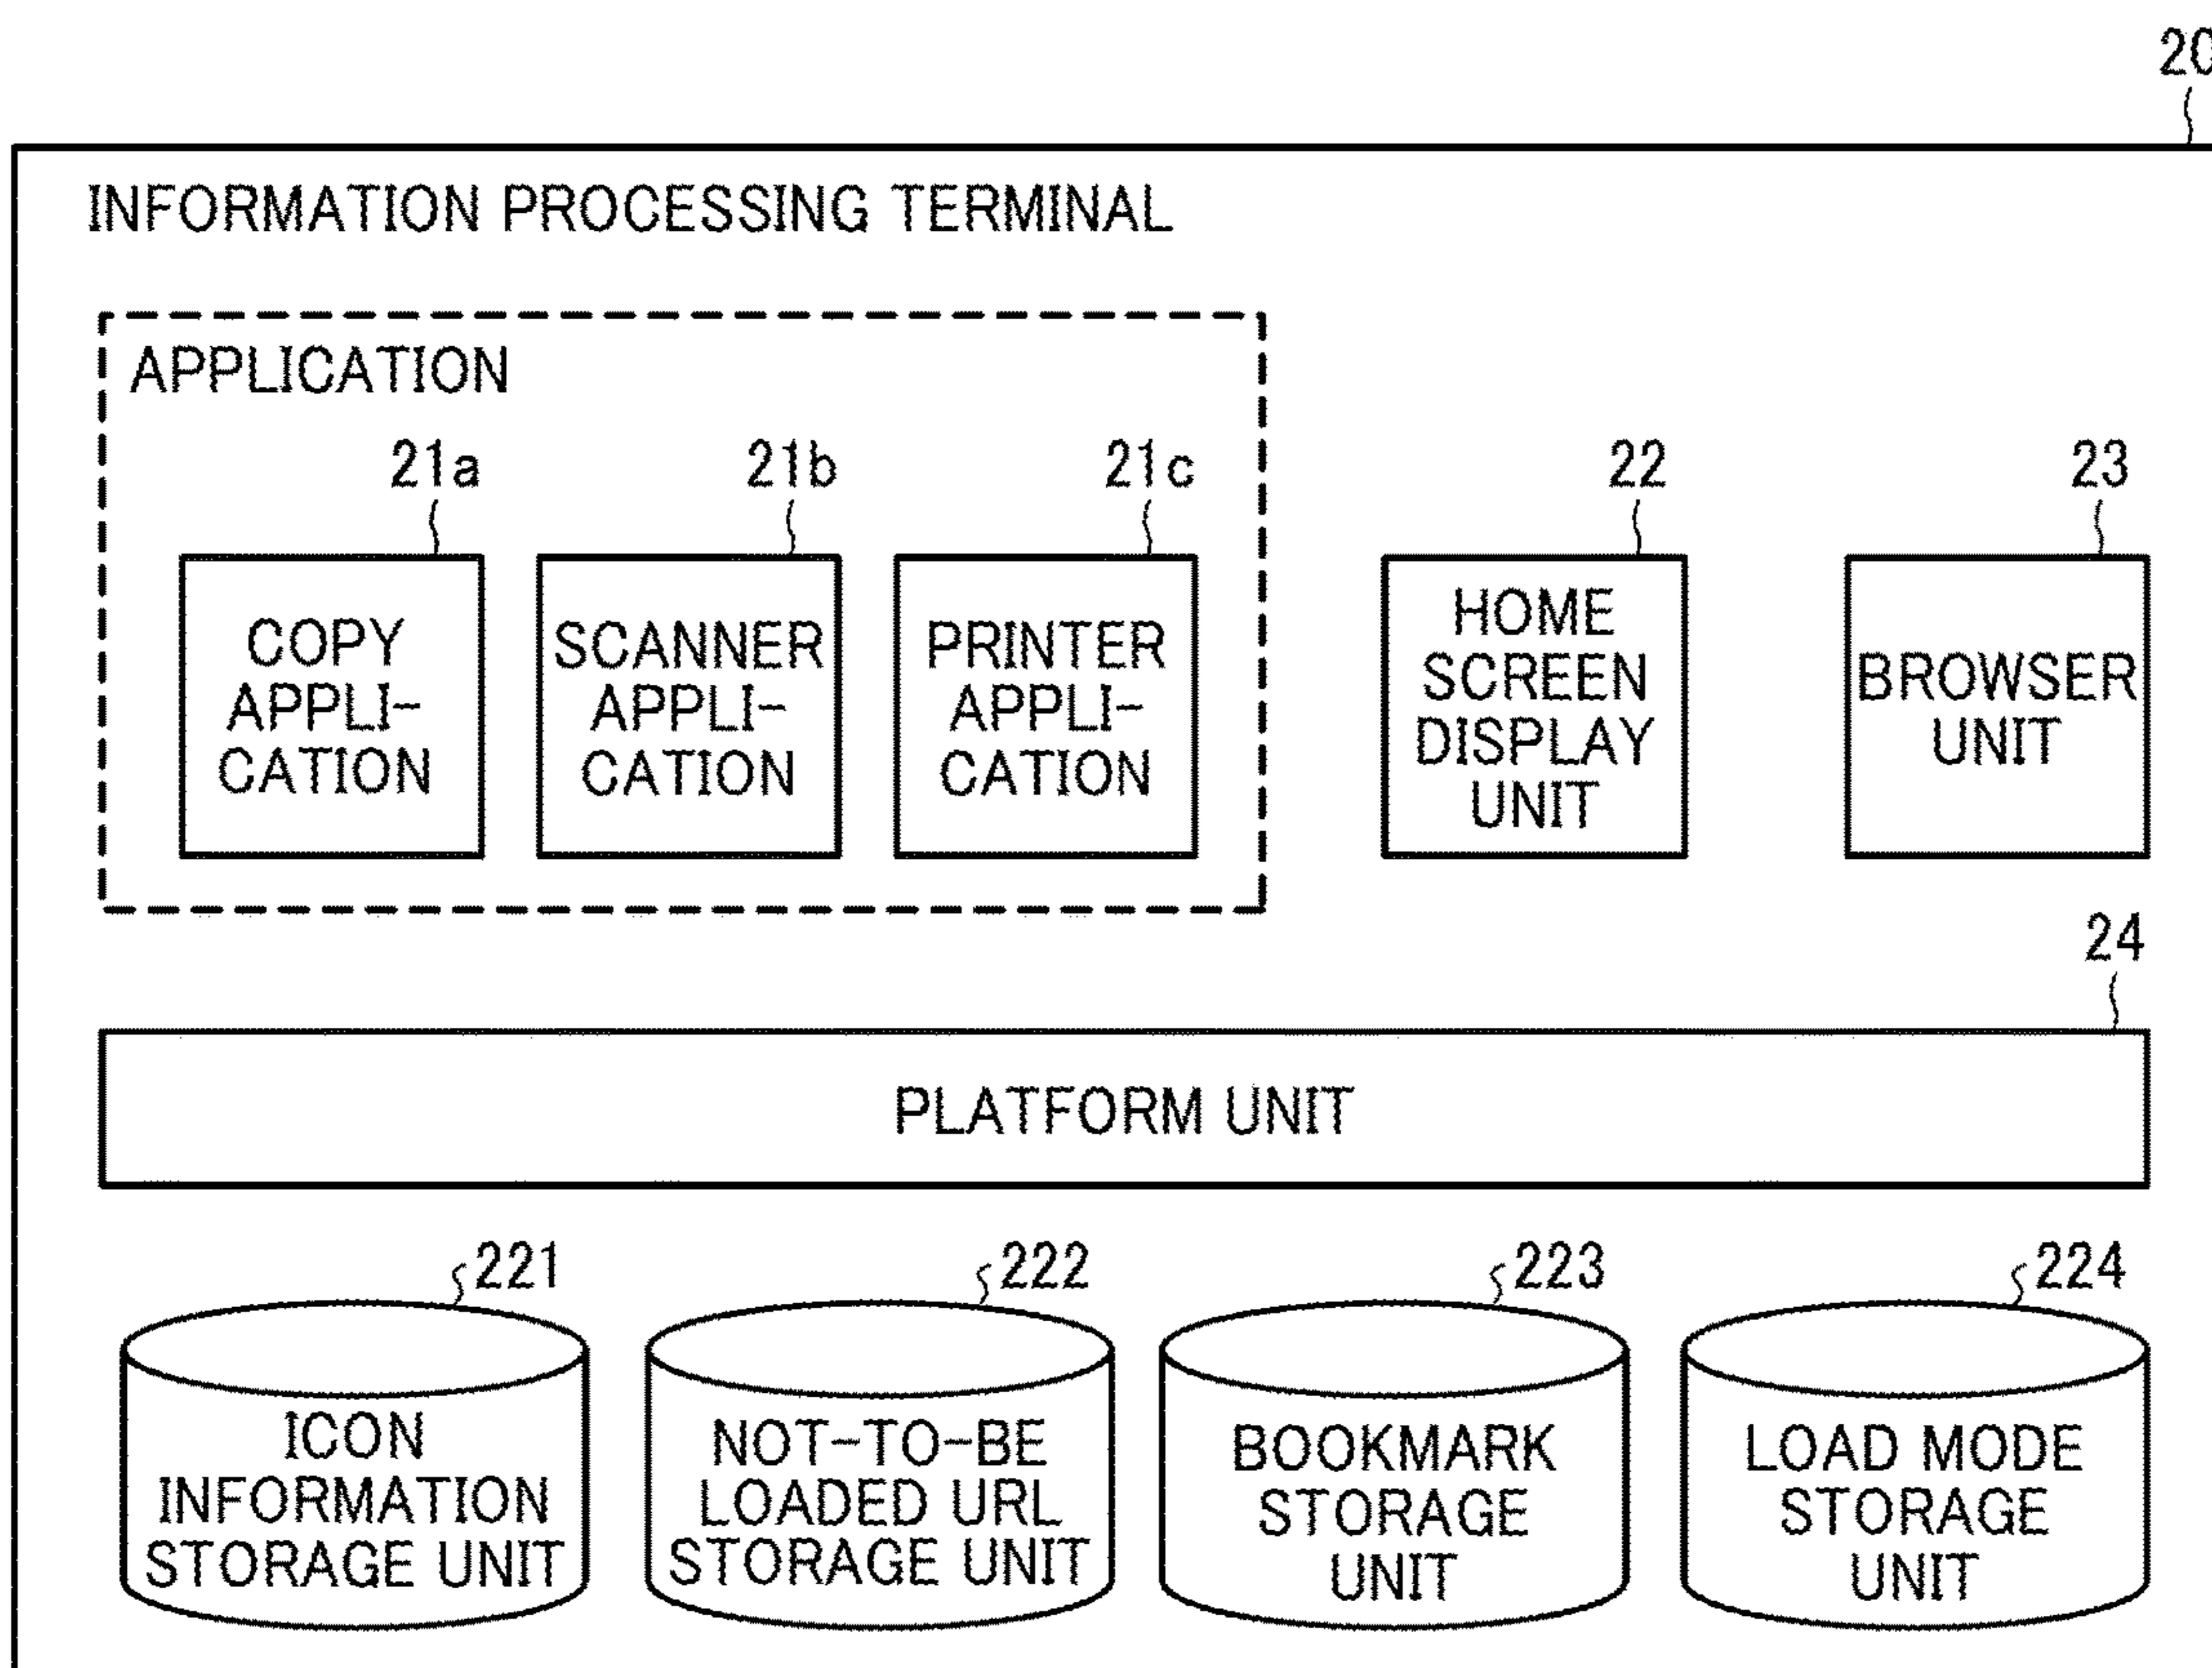 20
INFORMATION PROCESSING TERMINAL
APPLICATION
21a
21b
21c
22
23
COPY
APPLI-
CATION
SCANNER
APPLI-
CATION
PRINTER
APPLI-
CATION
HOME
SCREEN
DISPLAY
UNIT
BROWSER
UNIT
24
PLATFORM UNIT
221
222
223
224
ICON
INFORMATION
STORAGE UNIT
NOT-TO-BE
LOADED URL
STORAGE UNIT
BOOKMARK
STORAGE
UNIT
LOAD MODE
STORAGE
UNIT